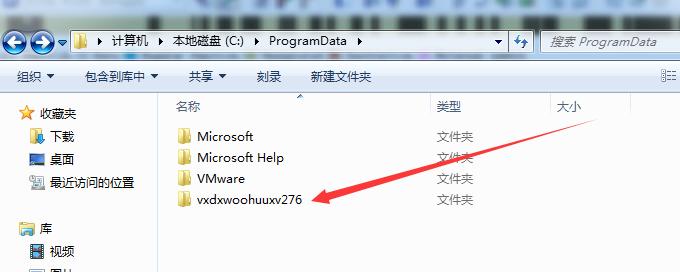 计算机 本地磁盘 (C:) ProgramData 搜索 ProgramData
组织 包含到库中 共享 刻录 新建文件夹
收藏夹
下载
桌面
最近访问的位置
库
视频
名称 类型 大小
Microsoft 文件夹
Microsoft Help 文件夹
VMware 文件夹
vxdxwoohuuxv276 文件夹